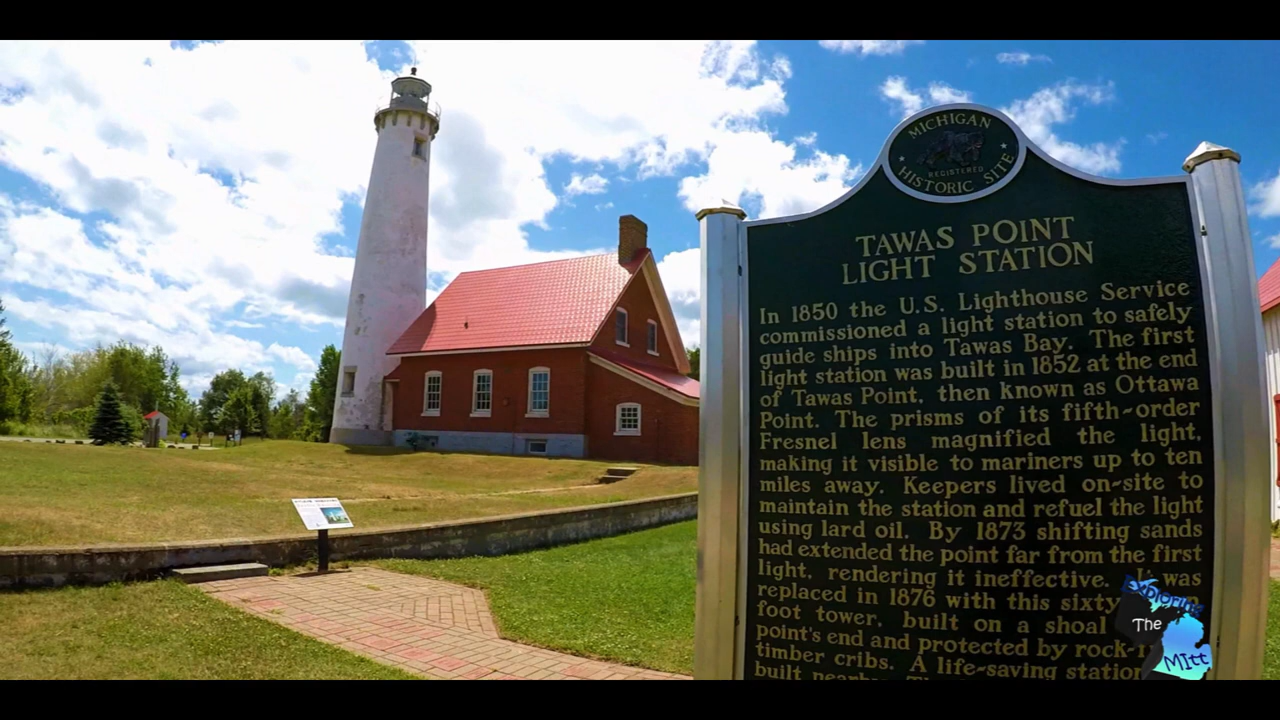 MICHIGAN
REGISTERED
HISTORIC SITE
TAWAS POINT
LIGHT STATION
In 1850 the U.S. Lighthouse Service
commissioned a light station to safely
guide ships into Tawas Bay. The first
light station was built in 1852 at the end
of Tawas Point, then known as Ottawa
Point. The prisms of its fifth-order
Fresnel lens magnified the light,
making it visible to mariners up to ten
miles away. Keepers lived on-site to
maintain the station and refuel the light
using lard oil. By 1873 shifting sands
had extended the point far from the first
light, rendering it ineffective. It was
replaced in 1876 with this sixty
foot tower, built on a shoal
point's end and protected by rock-
timber cribs. A life-saving station
built
Exploring
The
MItt